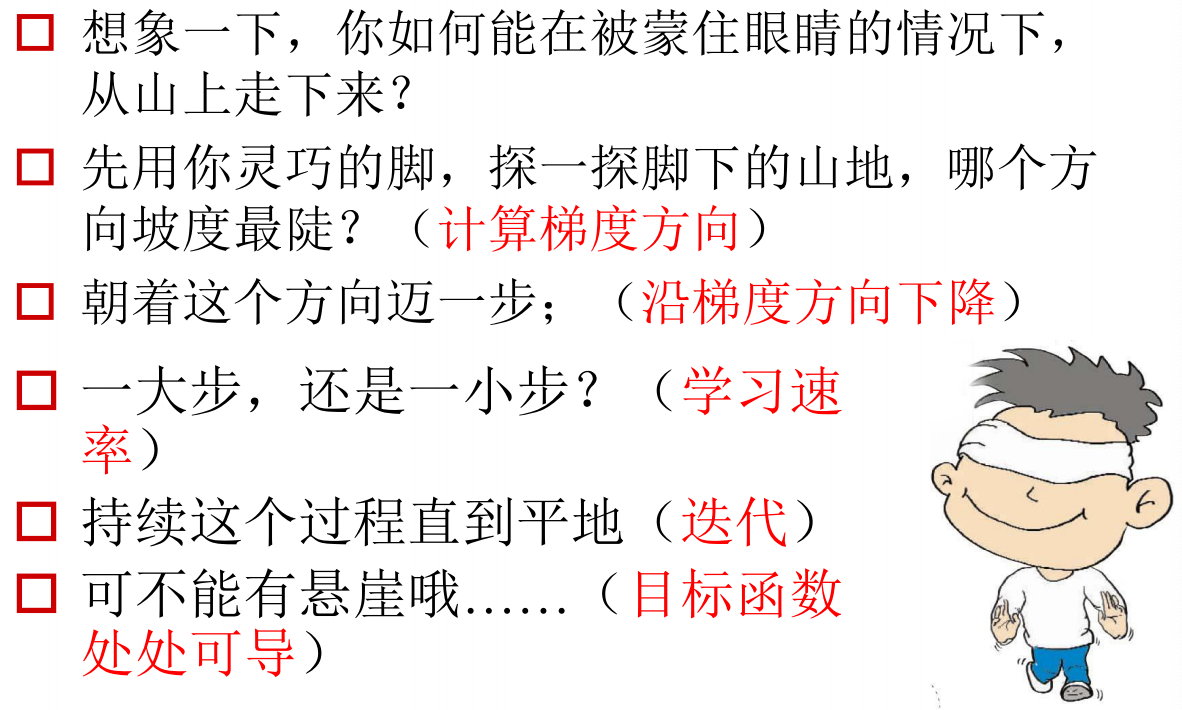 想象一下，你如何能在被蒙住眼睛的情况下，
从山上走下来？
先用你灵巧的脚，探一探脚下的山地，哪个方
向坡度最陡？（计算梯度方向）
朝着这个方向迈一步；（沿梯度方向下降）
一大步，还是一小步？（学习速
率）
持续这个过程直到平地（迭代）
可不能有悬崖哦……（目标函数
处处可导）